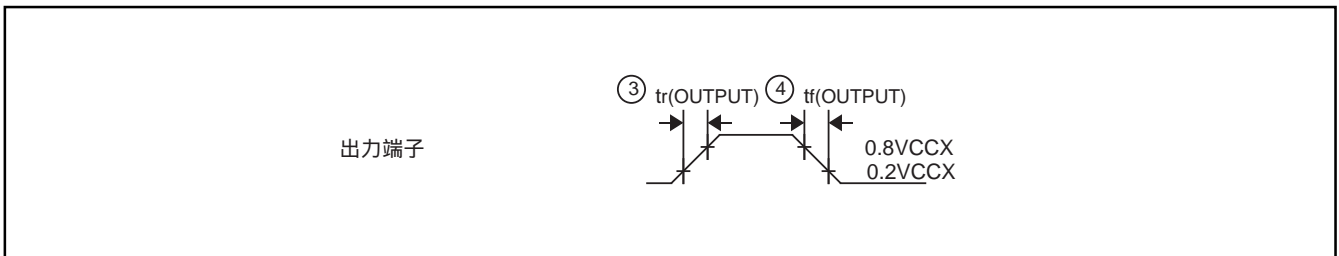 ③ tr(OUTPUT) ④ tf(OUTPUT)
出力端子
0.8VCCX
0.2VCCX